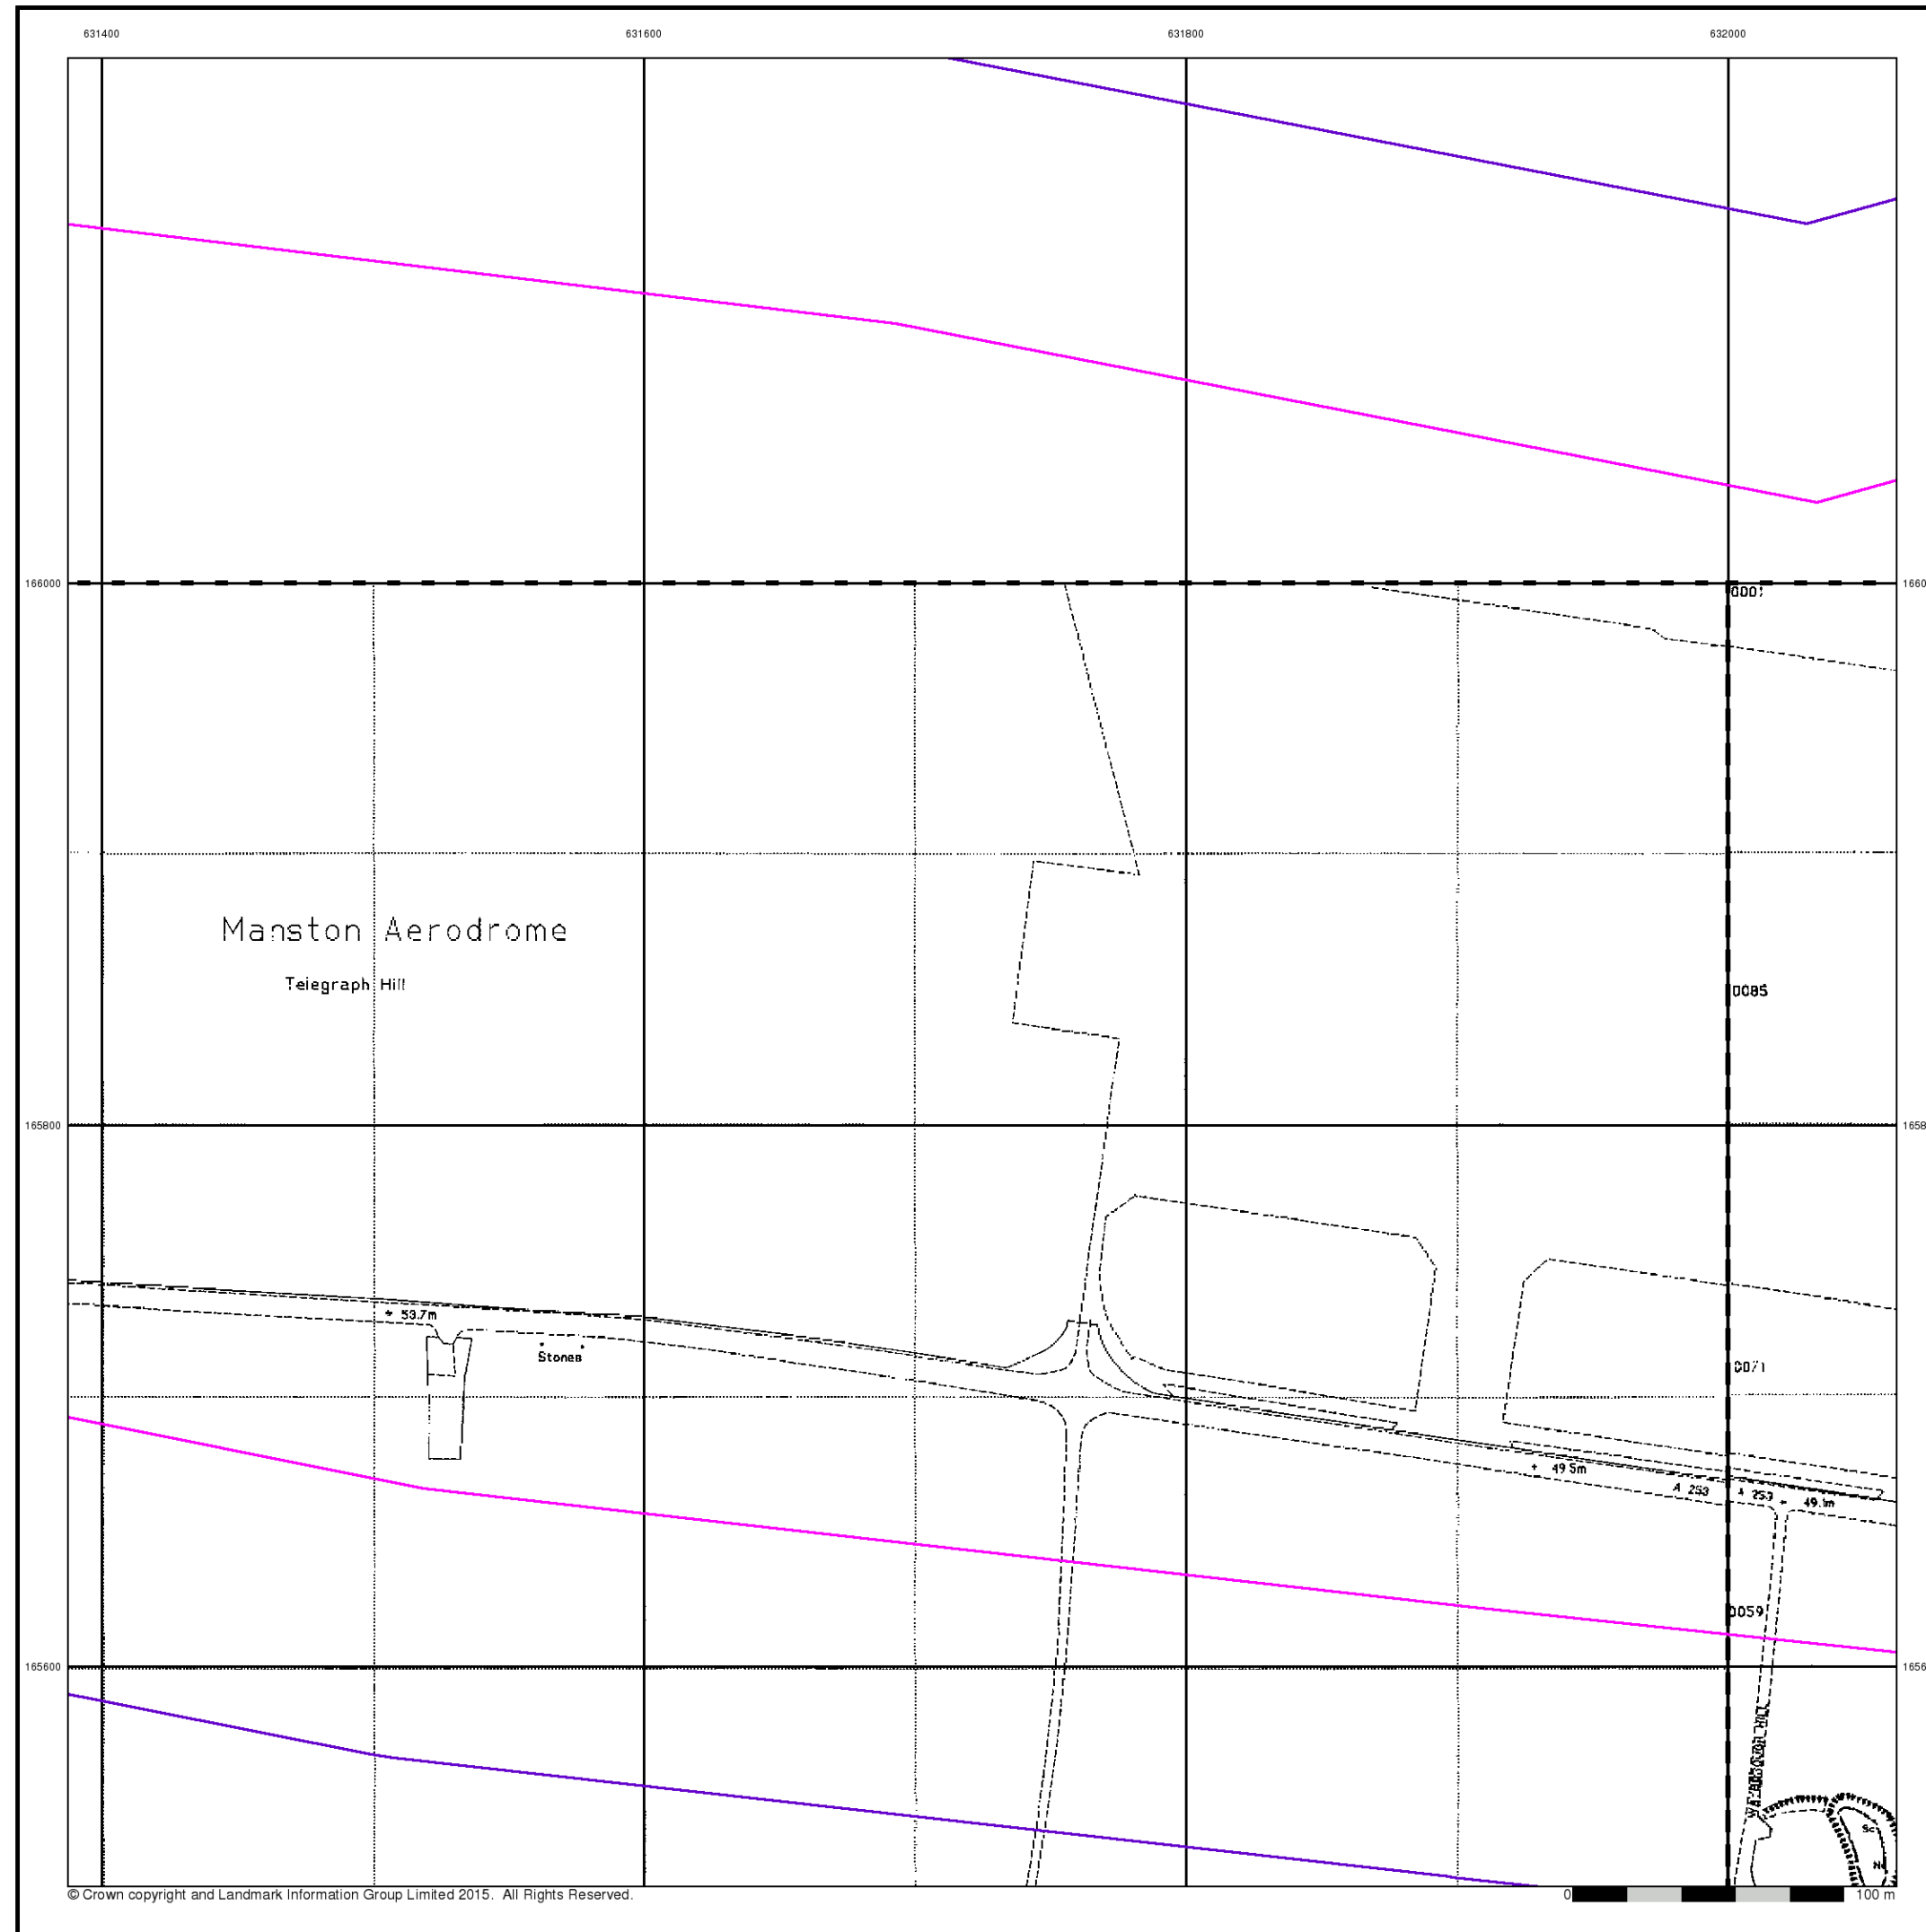 631400 631600 631800 632000
166000
0001
Manston Aerodrome
Telegraph Hill
0085
165800
53.7m
Stones
0071
49.5m
A 253 A 253 49.1m
0059
165600
© Crown copyright and Landmark Information Group Limited 2015. All Rights Reserved.
0 100 m